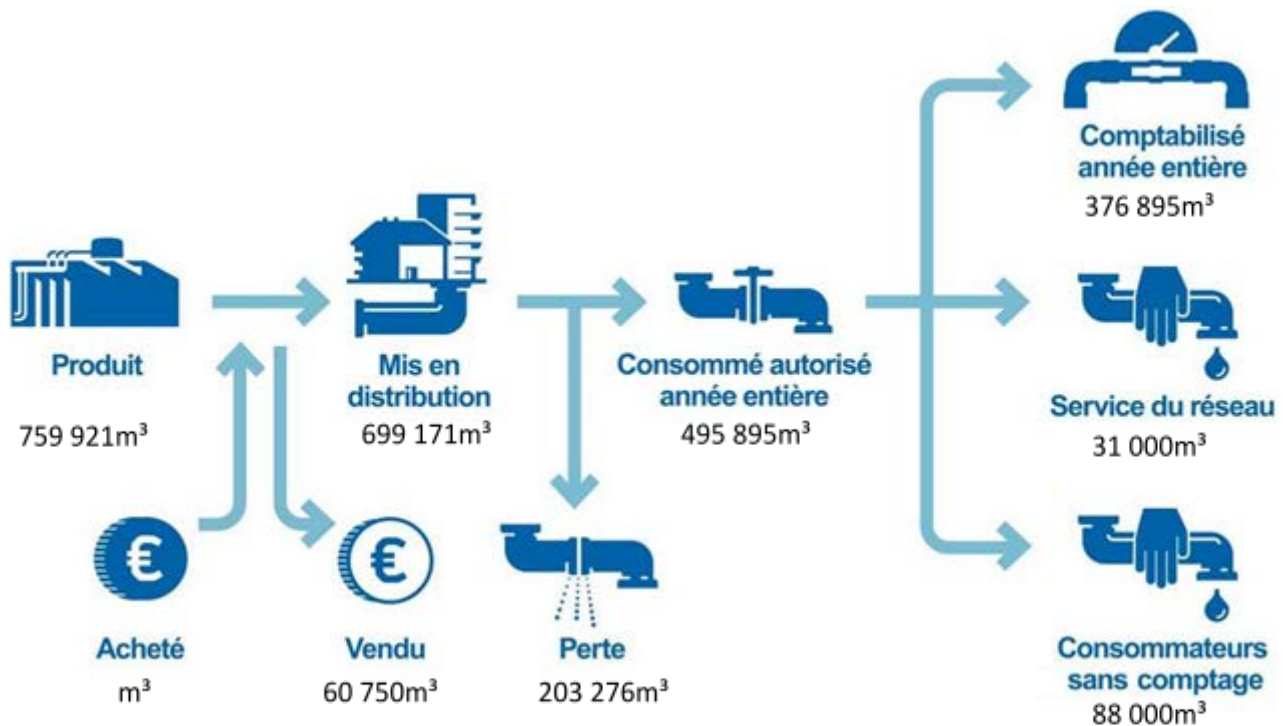 Comptabilisé
année entière
376 895m³
Produit
759 921m³
Mis en
distribution
699 171m³
Consommé autorisé
année entière
495 895m³
Service du réseau
31 000m³
€
Acheté
m³
€
Vendu
60 750m³
Perte
203 276m³
Consommateurs
sans comptage
88 000m³